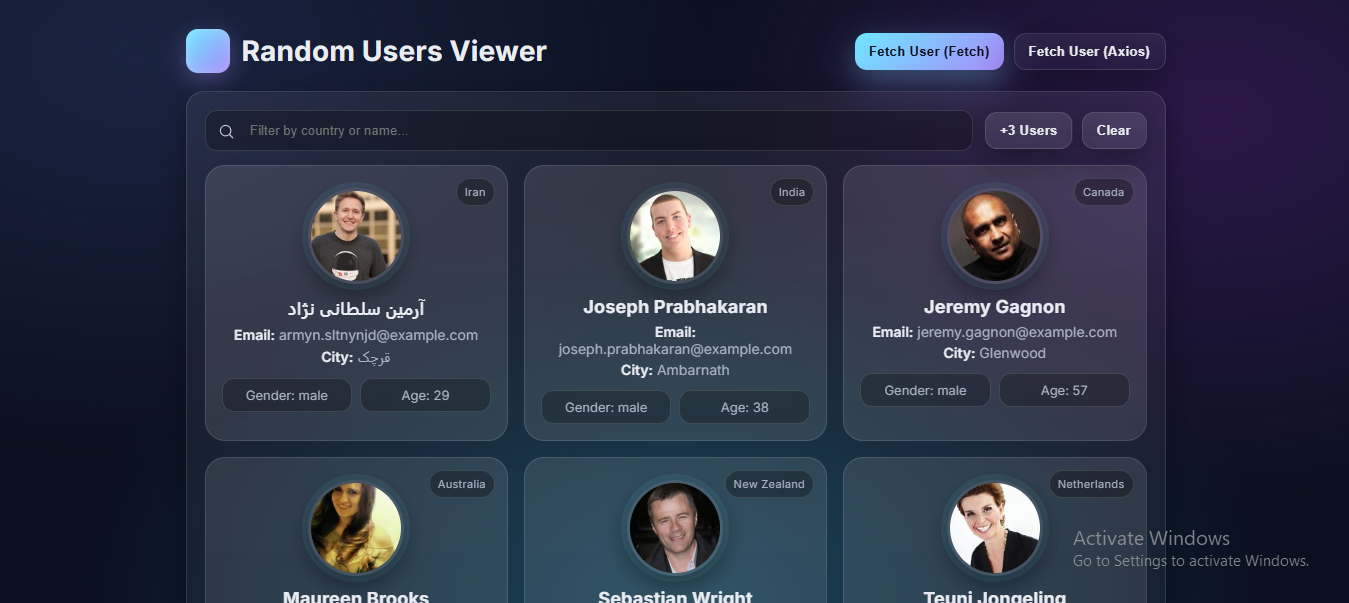 Random Users Viewer
Fetch User (Fetch)
Fetch User (Axios)
Filter by country or name...
+3 Users
Clear
Iran
آرمین سلطانی نژاد
Email: armyn.sltnynjd@example.com
City: قرچک
Gender: male
Age: 29
India
Joseph Prabhakaran
Email:
joseph.prabhakaran@example.com
City: Ambarnath
Gender: male
Age: 38
Canada
Jeremy Gagnon
Email: jeremy.gagnon@example.com
City: Glenwood
Gender: male
Age: 57
Australia
Maureen Brooks
New Zealand
Sebastian Wright
Netherlands
Teuni Jongeling
Activate Windows
Go to Settings to activate Windows.